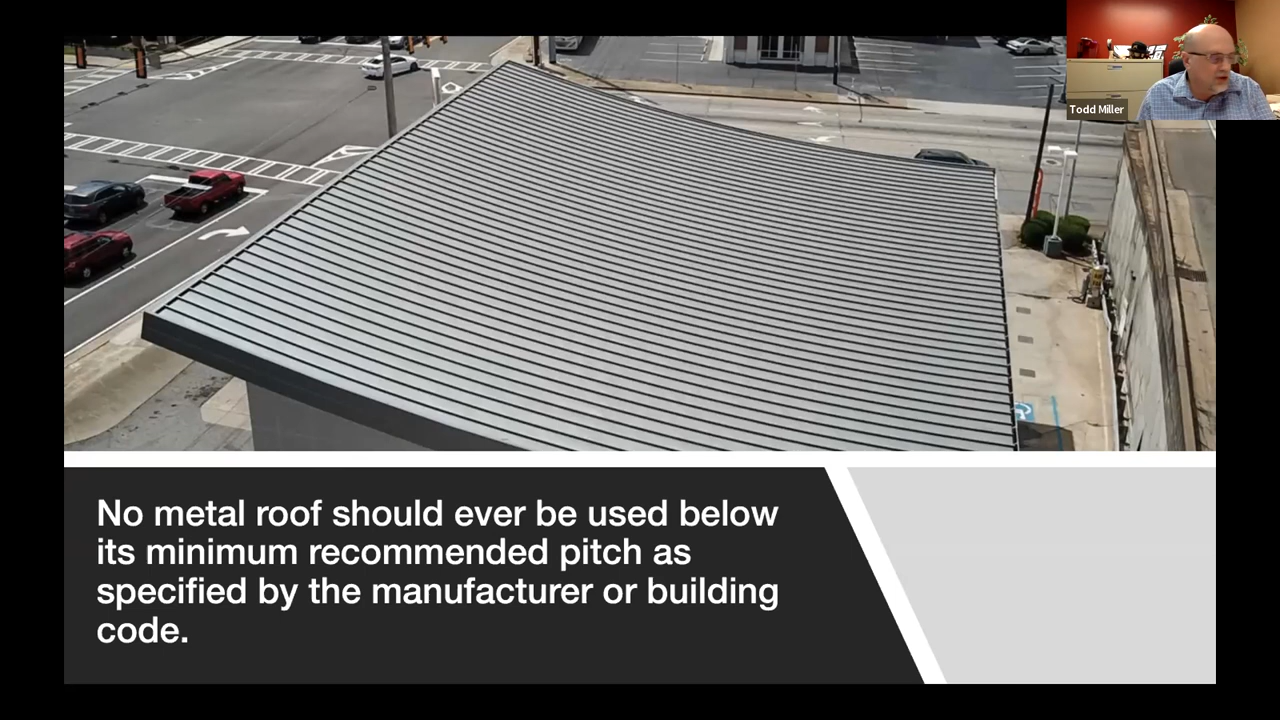 Todd Miller
No metal roof should ever be used below
its minimum recommended pitch as
specified by the manufacturer or building
code.